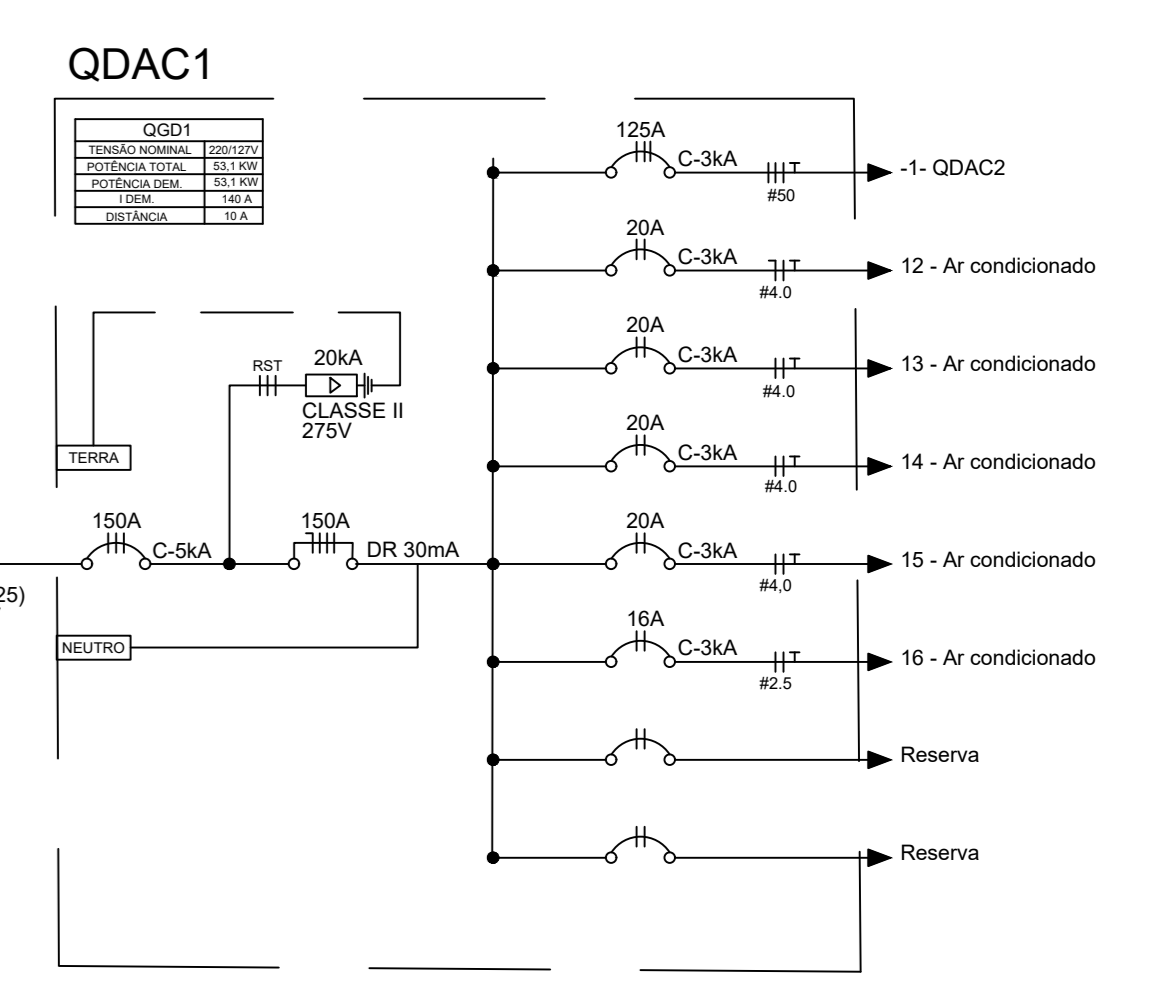 QDAC1
QGD1
TENSÃO NOMINAL 220/127V
POTÊNCIA TOTAL 53,1 KW
POTÊNCIA DEM. 53,1 KW
I DEM. 140 A
DISTÂNCIA 10 A
125A
C-3kA
#50
-1- QDAC2
20A
C-3kA
#4.0
12 - Ar condicionado
20A
C-3kA
#4.0
13 - Ar condicionado
RST
20kA
CLASSE II
275V
TERRA
20A
C-3kA
#4.0
14 - Ar condicionado
150A
C-5kA
150A
DR 30mA
20A
C-3kA
#4,0
15 - Ar condicionado
25)
NEUTRO
16A
C-3kA
#2.5
16 - Ar condicionado
Reserva
Reserva